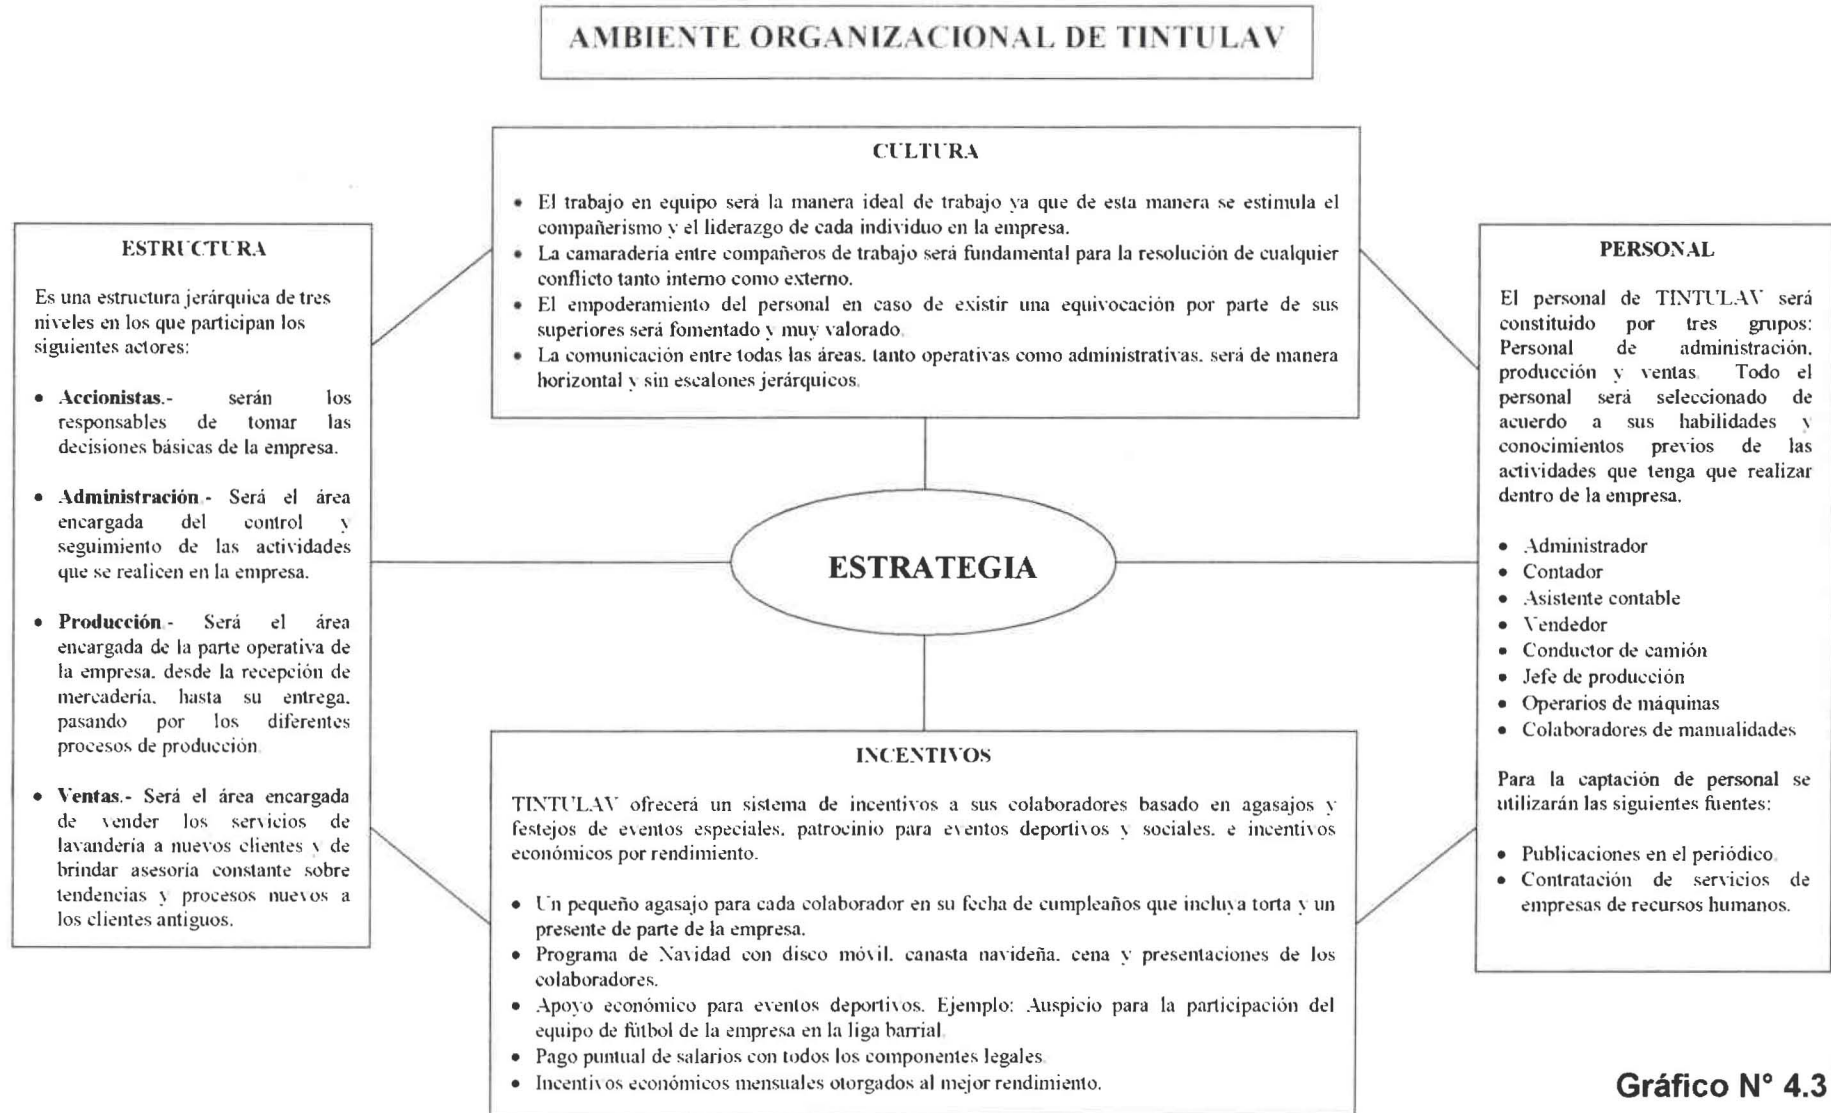 AMBIENTE ORGANIZACIONAL DE TINTULAV
CULTURA
• El trabajo en equipo será la manera ideal de trabajo ya que de esta manera se estimula el
compañerismo y el liderazgo de cada individuo en la empresa.
• La camaradería entre compañeros de trabajo será fundamental para la resolución de cualquier
conflicto tanto interno como externo.
• El empoderamiento del personal en caso de existir una equivocación por parte de sus
superiores será fomentado y muy valorado.
• La comunicación entre todas las áreas, tanto operativas como administrativas, será de manera
horizontal y sin escalones jerárquicos.
ESTRUCTURA
Es una estructura jerárquica de tres
niveles en los que participan los
siguientes actores:
• Accionistas.- serán los
responsables de tomar las
decisiones básicas de la empresa.
• Administración.- Será el área
encargada del control y
seguimiento de las actividades
que se realicen en la empresa.
• Producción.- Será el área
encargada de la parte operativa de
la empresa, desde la recepción de
mercadería, hasta su entrega,
pasando por los diferentes
procesos de producción.
• Ventas.- Será el área encargada
de vender los servicios de
lavandería a nuevos clientes y de
brindar asesoría constante sobre
tendencias y procesos nuevos a
los clientes antiguos.
ESTRATEGIA
PERSONAL
El personal de TINTULAV será
constituido por tres grupos:
Personal de administración,
producción y ventas. Todo el
personal será seleccionado de
acuerdo a sus habilidades y
conocimientos previos de las
actividades que tenga que realizar
dentro de la empresa.
• Administrador
• Contador
• Asistente contable
• Vendedor
• Conductor de camión
• Jefe de producción
• Operarios de máquinas
• Colaboradores de manualidades
Para la captación de personal se
utilizarán las siguientes fuentes:
• Publicaciones en el periódico.
• Contratación de servicios de
empresas de recursos humanos.
INCENTIVOS
TINTULAV ofrecerá un sistema de incentivos a sus colaboradores basado en agasajos y
festejos de eventos especiales, patrocinio para eventos deportivos y sociales, e incentivos
económicos por rendimiento.
• Un pequeño agasajo para cada colaborador en su fecha de cumpleaños que incluya torta y un
presente de parte de la empresa.
• Programa de Navidad con disco móvil, canasta navideña, cena y presentaciones de los
colaboradores.
• Apoyo económico para eventos deportivos. Ejemplo: Auspicio para la participación del
equipo de fútbol de la empresa en la liga barrial.
• Pago puntual de salarios con todos los componentes legales.
• Incentivos económicos mensuales otorgados al mejor rendimiento.
Gráfico N° 4.3